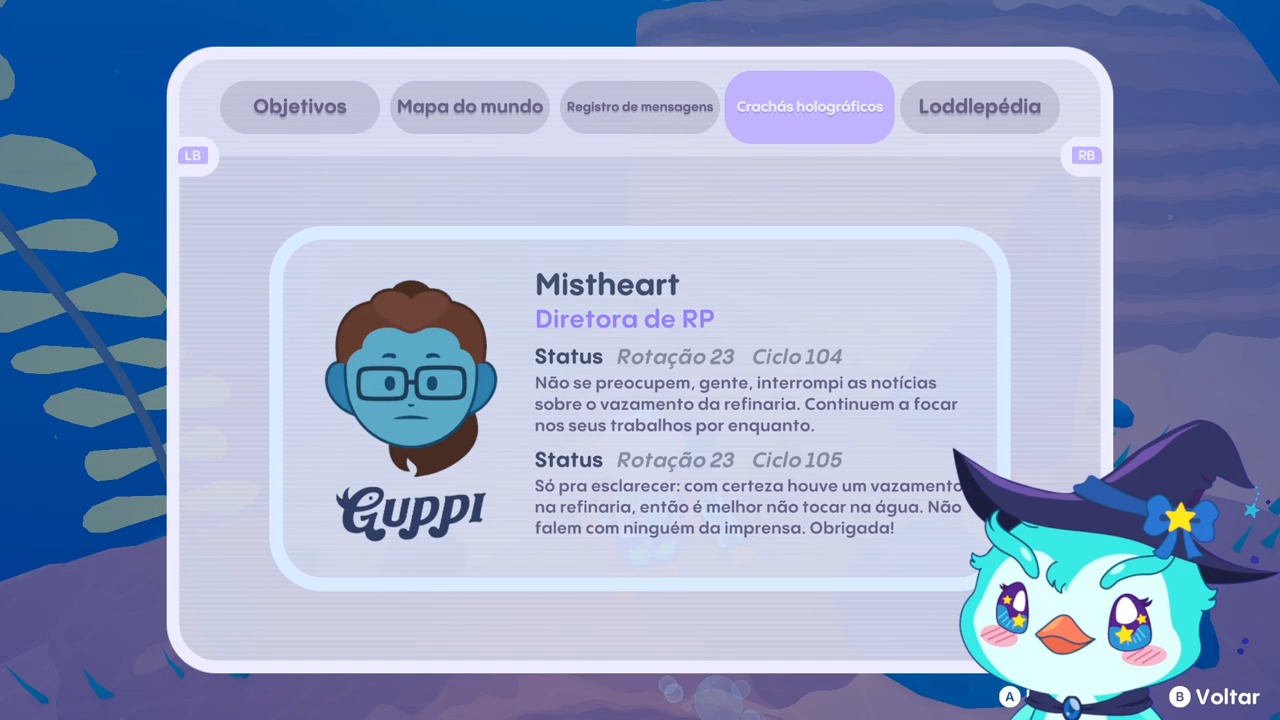 Objetivos
Mapa do mundo
Registro de mensagens
Crachás holográficos
Loddlepédia
LB
RB
Mistheart
Diretora de RP
Status Rotação 23 Ciclo 104
Não se preocupem, gente, interrompi as notícias
sobre o vazamento da refinaria. Continuem a focar
nos seus trabalhos por enquanto.
Status Rotação 23 Ciclo 105
Só pra esclarecer: com certeza houve um vazamento
na refinaria, então é melhor não tocar na água. Não
falem com ninguém da imprensa. Obrigada!
GUPPI
A
B Voltar